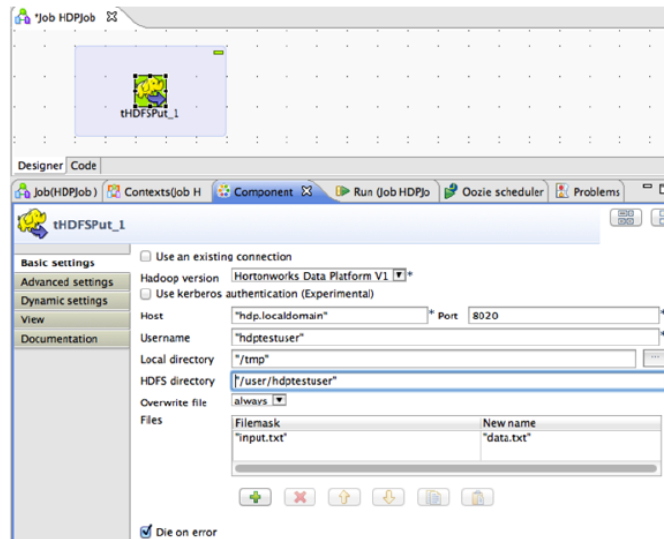 *Job HDPJob
tHDFSPut_1
Designer Code
Job(HDPJob) Contexts(Job H Component Run (Job HDPJo Oozie scheduler Problems
tHDFSPut_1
Basic settings
Advanced settings
Dynamic settings
View
Documentation
Use an existing connection
Hadoop version Hortonworks Data Platform V1 *
Use kerberos authentication (Experimental)
Host "hdp.localdomain" * Port 8020 *
Username "hdptestuser" *
Local directory "/tmp" ...
HDFS directory "/user/hdptestuser"
Overwrite file always
Files Filemask New name
"input.txt" "data.txt"
Die on error